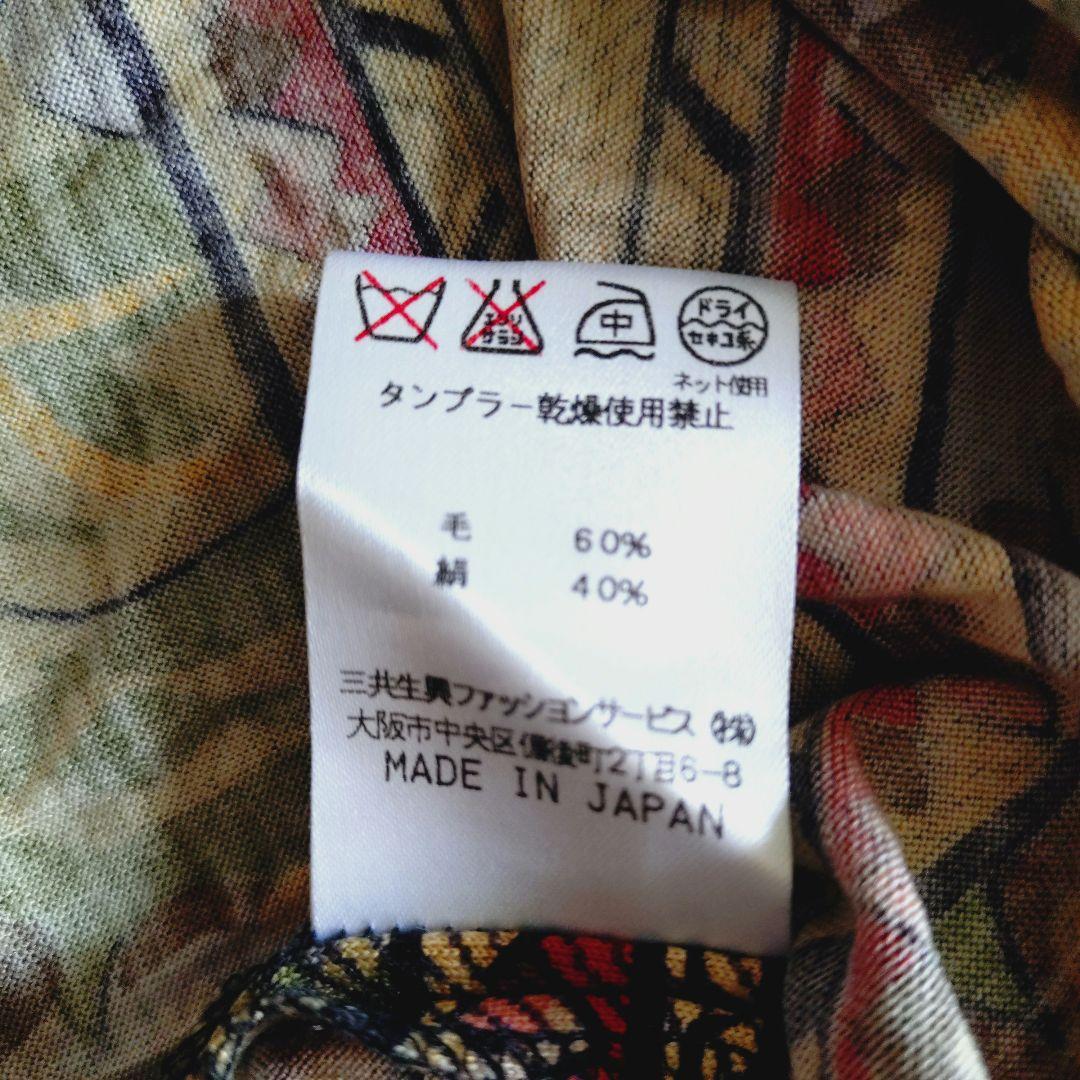 エンソ サラシ 中 ドライ セキユ系
ネット使用
タンブラー乾燥使用禁止
毛 60%
絹 40%
三共生興ファッションサービス(株)
大阪市中央区備後町2丁目6-8
MADE IN JAPAN